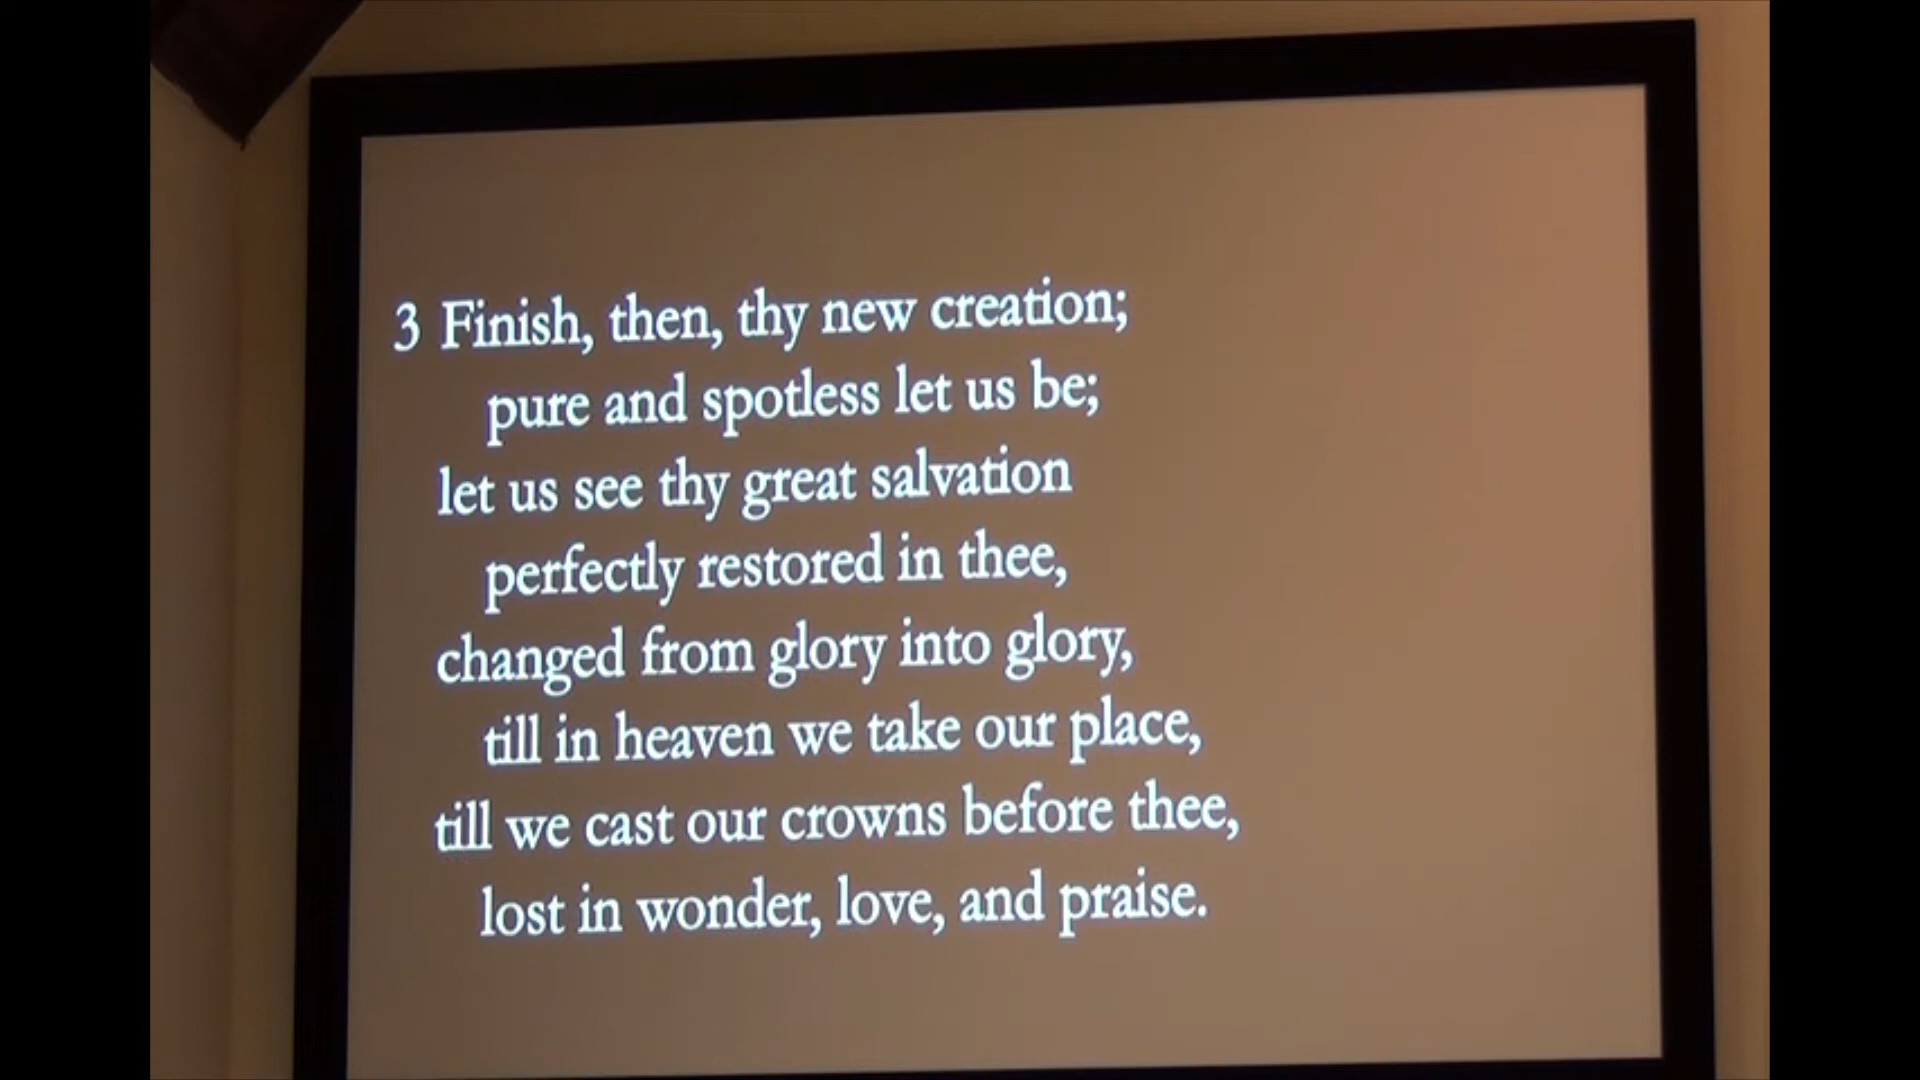 3 Finish, then, thy new creation;
pure and spotless let us be;
let us see thy great salvation
perfectly restored in thee,
changed from glory into glory,
till in heaven we take our place,
till we cast our crowns before thee,
lost in wonder, love, and praise.